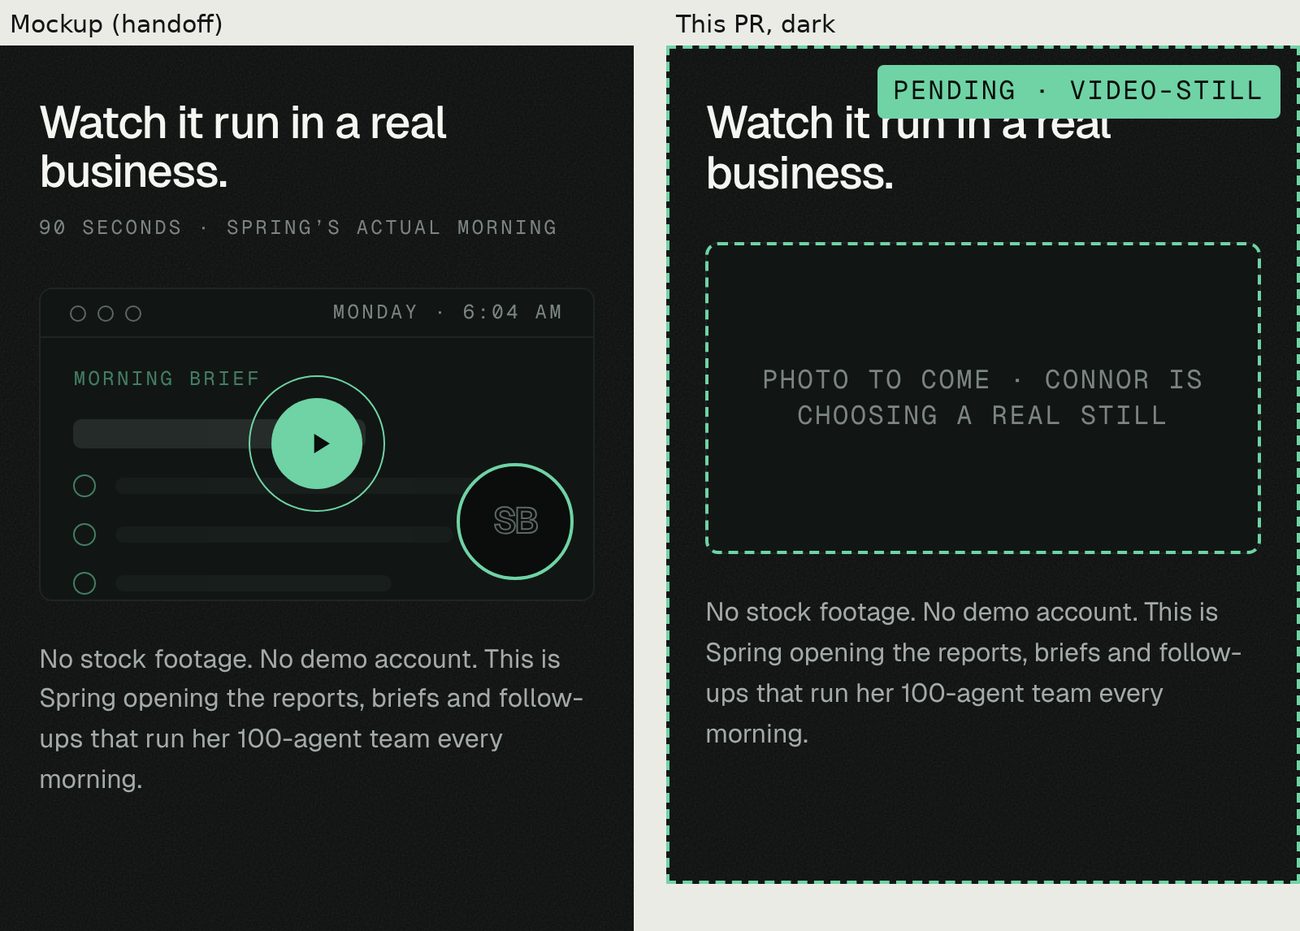 Mockup (handoff)
Watch it run in a real
business.
90 SECONDS · SPRING’S ACTUAL MORNING
MONDAY · 6:04 AM
MORNING BRIEF
SB
No stock footage. No demo account. This is
Spring opening the reports, briefs and follow-
ups that run her 100-agent team every
morning.
This PR, dark
PENDING · VIDEO-STILL
Watch it run in a real
business.
PHOTO TO COME · CONNOR IS
CHOOSING A REAL STILL
No stock footage. No demo account. This is
Spring opening the reports, briefs and follow-
ups that run her 100-agent team every
morning.